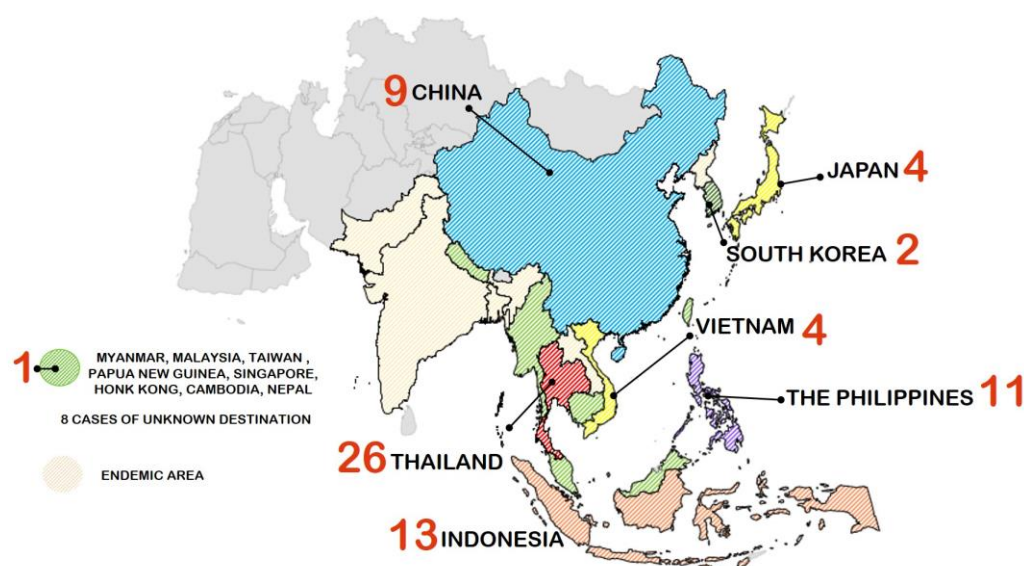 9 CHINA
JAPAN 4
SOUTH KOREA 2
VIETNAM 4
1
MYANMAR, MALAYSIA, TAIWAN ,
PAPUA NEW GUINEA, SINGAPORE,
HONK KONG, CAMBODIA, NEPAL
8 CASES OF UNKNOWN DESTINATION
THE PHILIPPINES 11
26 THAILAND
ENDEMIC AREA
13 INDONESIA